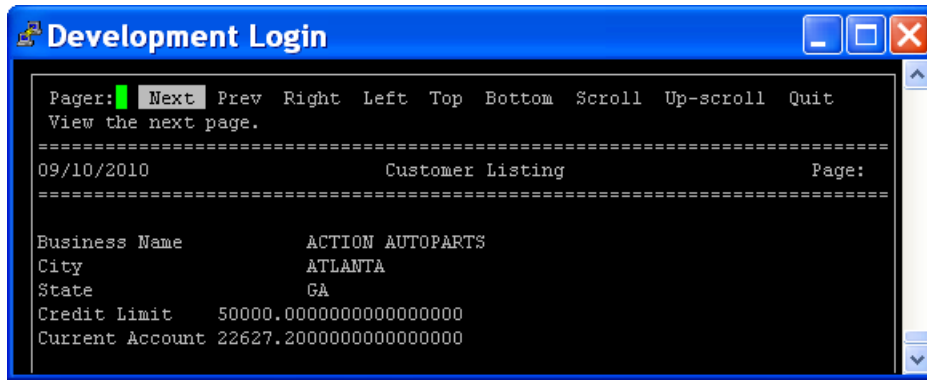 Development Login
Pager: Next Prev Right Left Top Bottom Scroll Up-scroll Quit
View the next page.
================================================================================
09/10/2010 Customer Listing Page:
================================================================================
Business Name ACTION AUTOPARTS
City ATLANTA
State GA
Credit Limit 50000.0000000000000000
Current Account 22627.2000000000000000